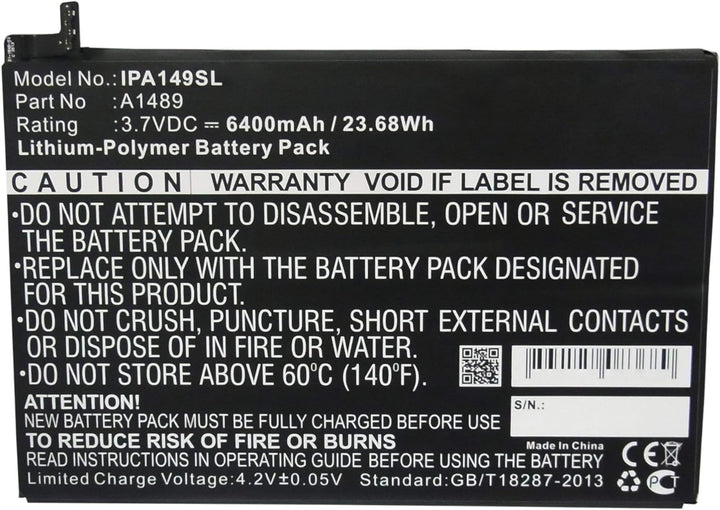 Model No.: IPA149SL
Part No : A1489
Rating : 3.7VDC ⎓ 6400mAh / 23.68Wh
Lithium-Polymer Battery Pack
CAUTION WARRANTY VOID IF LABEL IS REMOVED
•DO NOT ATTEMPT TO DISASSEMBLE, OPEN OR SERVICE
THE BATTERY PACK.
•REPLACE ONLY WITH THE BATTERY PACK DESIGNATED
FOR THIS PRODUCT.
•DO NOT CRUSH, PUNCTURE, SHORT EXTERNAL CONTACTS
OR DISPOSE OF IN FIRE OR WATER.
•DO NOT STORE ABOVE 60°C (140°F).
S/N.:
ATTENTION!
NEW BATTERY PACK MUST BE FULLY CHARGED BEFORE USE
TO REDUCE RISK OF FIRE OR BURNS
READ INSTRUCTIONS IN OPERATING GUIDE BEFORE USING THE BATTERY
Limited Charge Voltage:4.2V±0.05V Standard:GB/T18287-2013
Made In China
CE
PCT